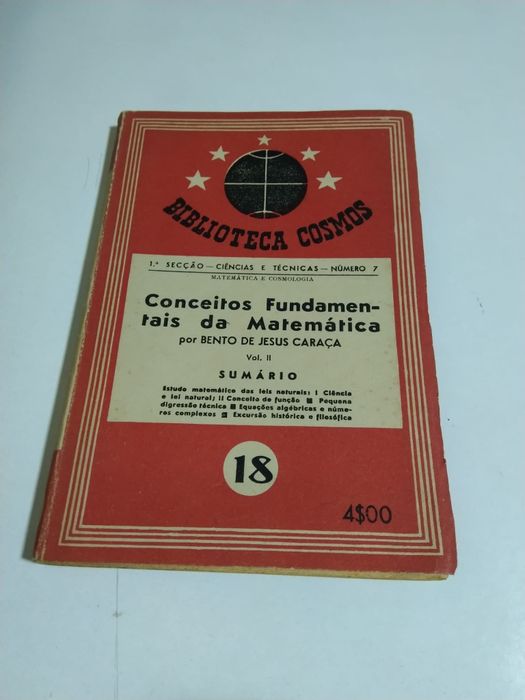 BIBLIOTECA COSMOS
1.ª SECÇÃO — CIÊNCIAS E TÉCNICAS — NÚMERO 7
MATEMÁTICA E COSMOLOGIA
Conceitos Fundamen-
tais da Matemática
por BENTO DE JESUS CARAÇA
Vol. II
SUMÁRIO
Estudo matemático das leis naturais: I Ciência
e lei natural; II Conceito de função ■ Pequena
digressão técnica ■ Equações algébricas e núme-
ros complexos ■ Excursão histórica e filosófica
18
4$00